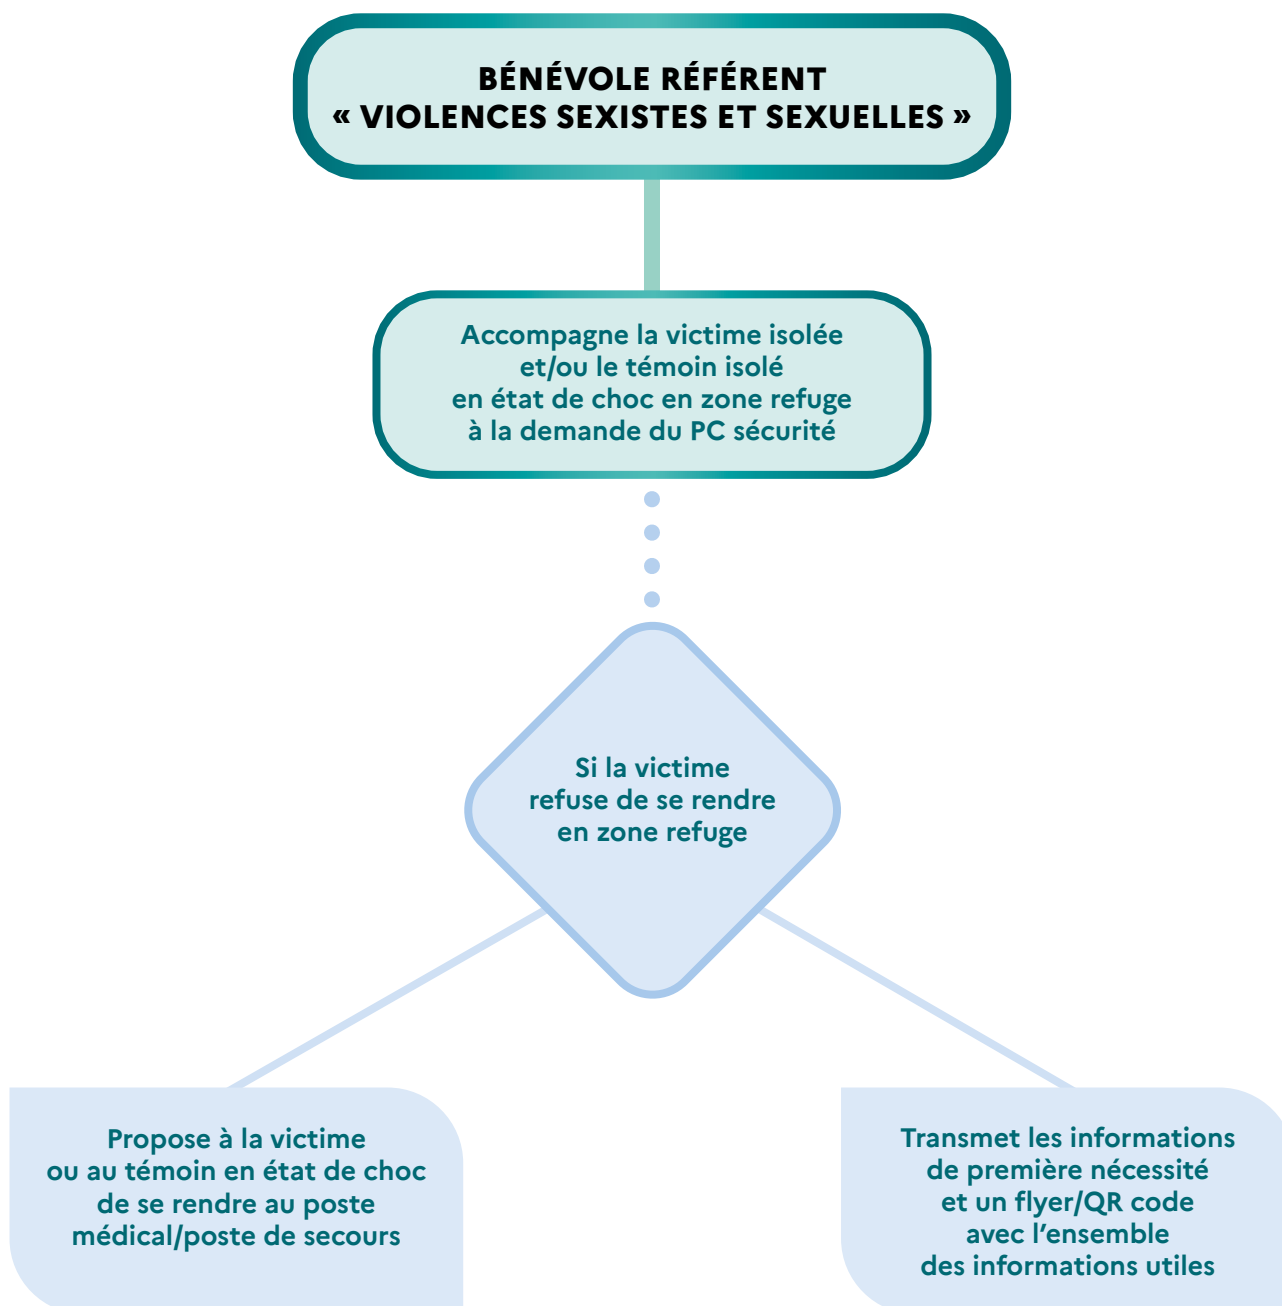 BÉNÉVOLE RÉFÉRENT
« VIOLENCES SEXISTES ET SEXUELLES »
Accompagne la victime isolée
et/ou le témoin isolé
en état de choc en zone refuge
à la demande du PC sécurité
Si la victime
refuse de se rendre
en zone refuge
Propose à la victime
ou au témoin en état de choc
de se rendre au poste
médical/poste de secours
Transmet les informations
de première nécessité
et un flyer/QR code
avec l’ensemble
des informations utiles